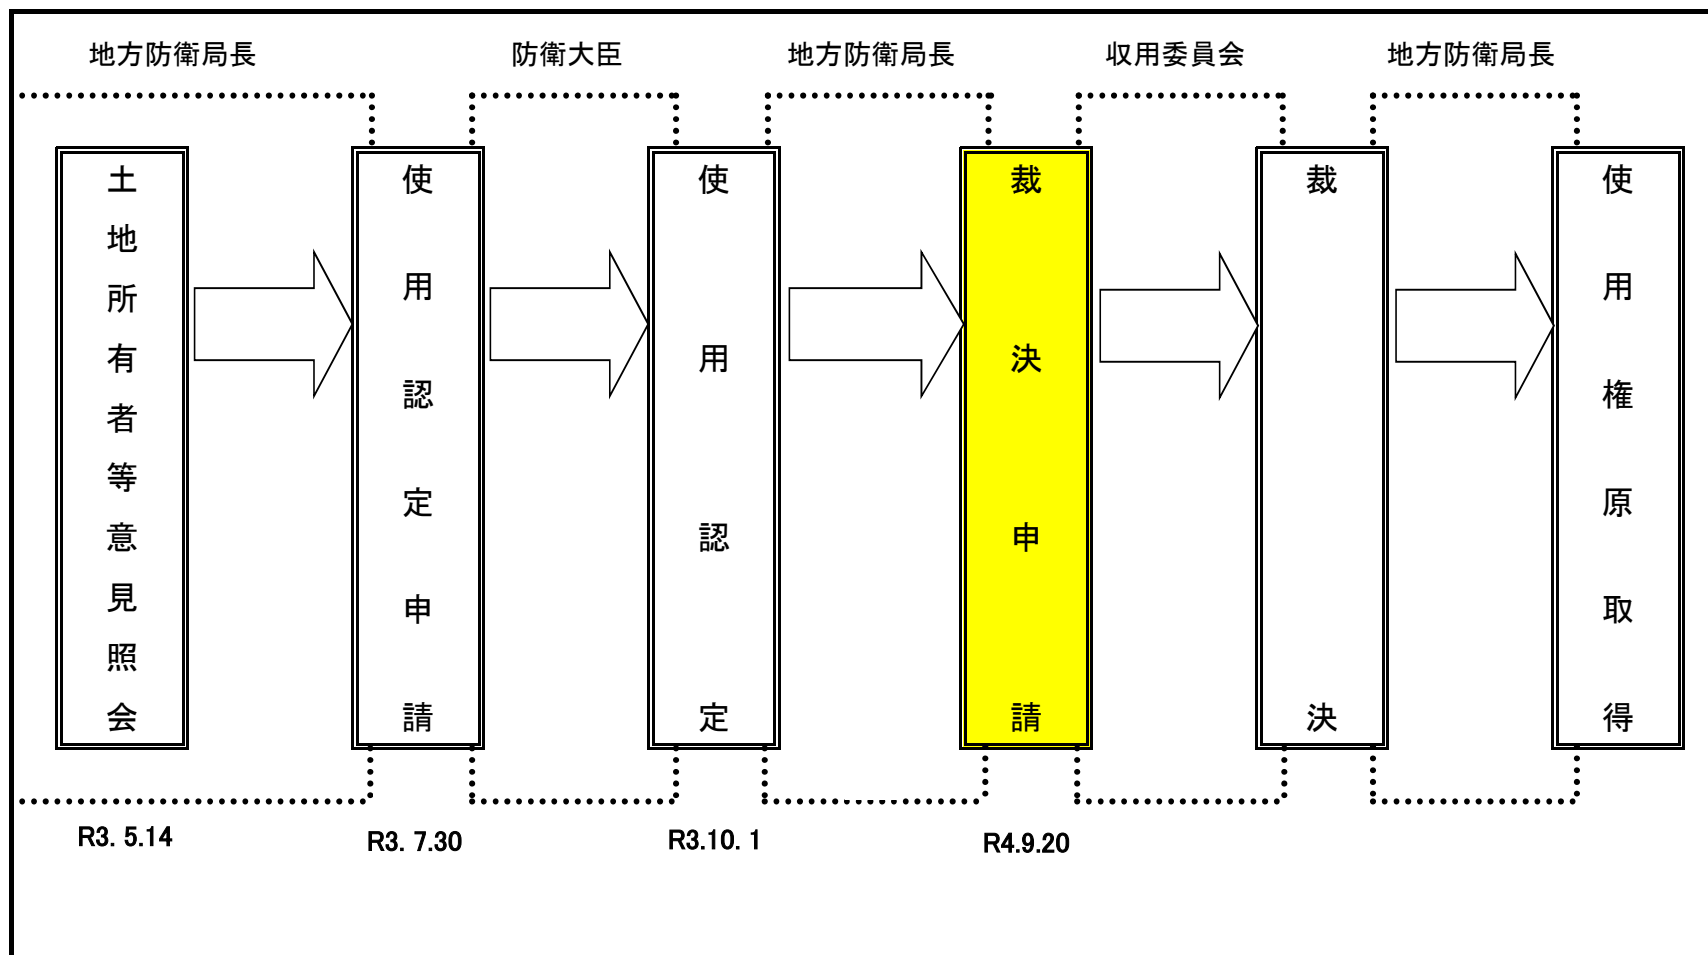 地方防衛局長
防衛大臣
地方防衛局長
収用委員会
地方防衛局長
土地所有者等意見照会
使用認定申請
使用認定
裁決申請
裁決
使用権原取得
R3. 5.14
R3. 7.30
R3.10. 1
R4.9.20